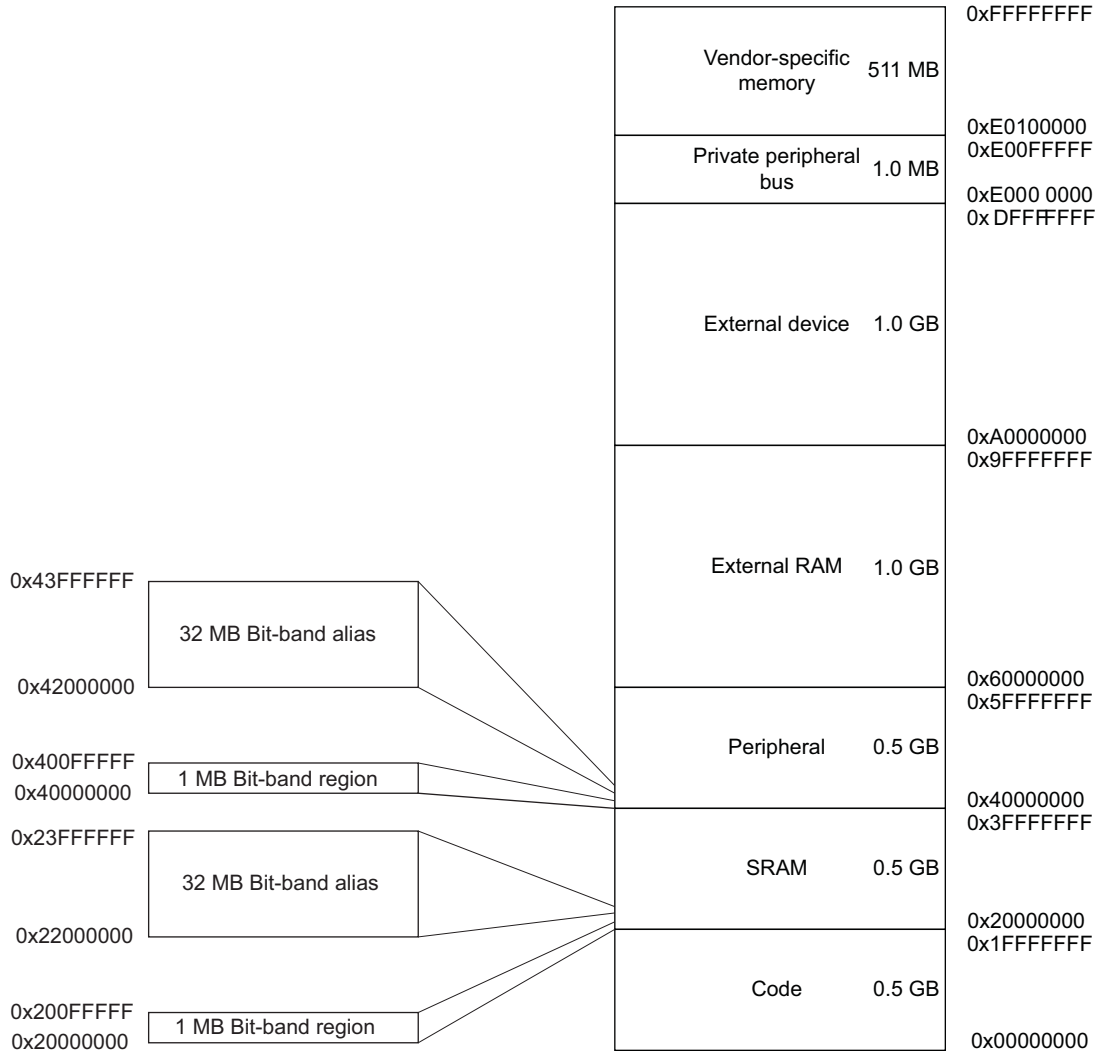 0xFFFFFFFF
Vendor-specific
memory
511 MB
0xE0100000
0xE00FFFFF
Private peripheral
bus
1.0 MB
0xE000 0000
0x DFFFFFFF
External device 1.0 GB
0xA0000000
0x9FFFFFFF
External RAM 1.0 GB
0x60000000
0x5FFFFFFF
Peripheral 0.5 GB
0x40000000
0x3FFFFFFF
SRAM 0.5 GB
0x20000000
0x1FFFFFFF
Code 0.5 GB
0x00000000
0x43FFFFFF
32 MB Bit-band alias
0x42000000
0x400FFFFF
1 MB Bit-band region
0x40000000
0x23FFFFFF
32 MB Bit-band alias
0x22000000
0x200FFFFF
1 MB Bit-band region
0x20000000